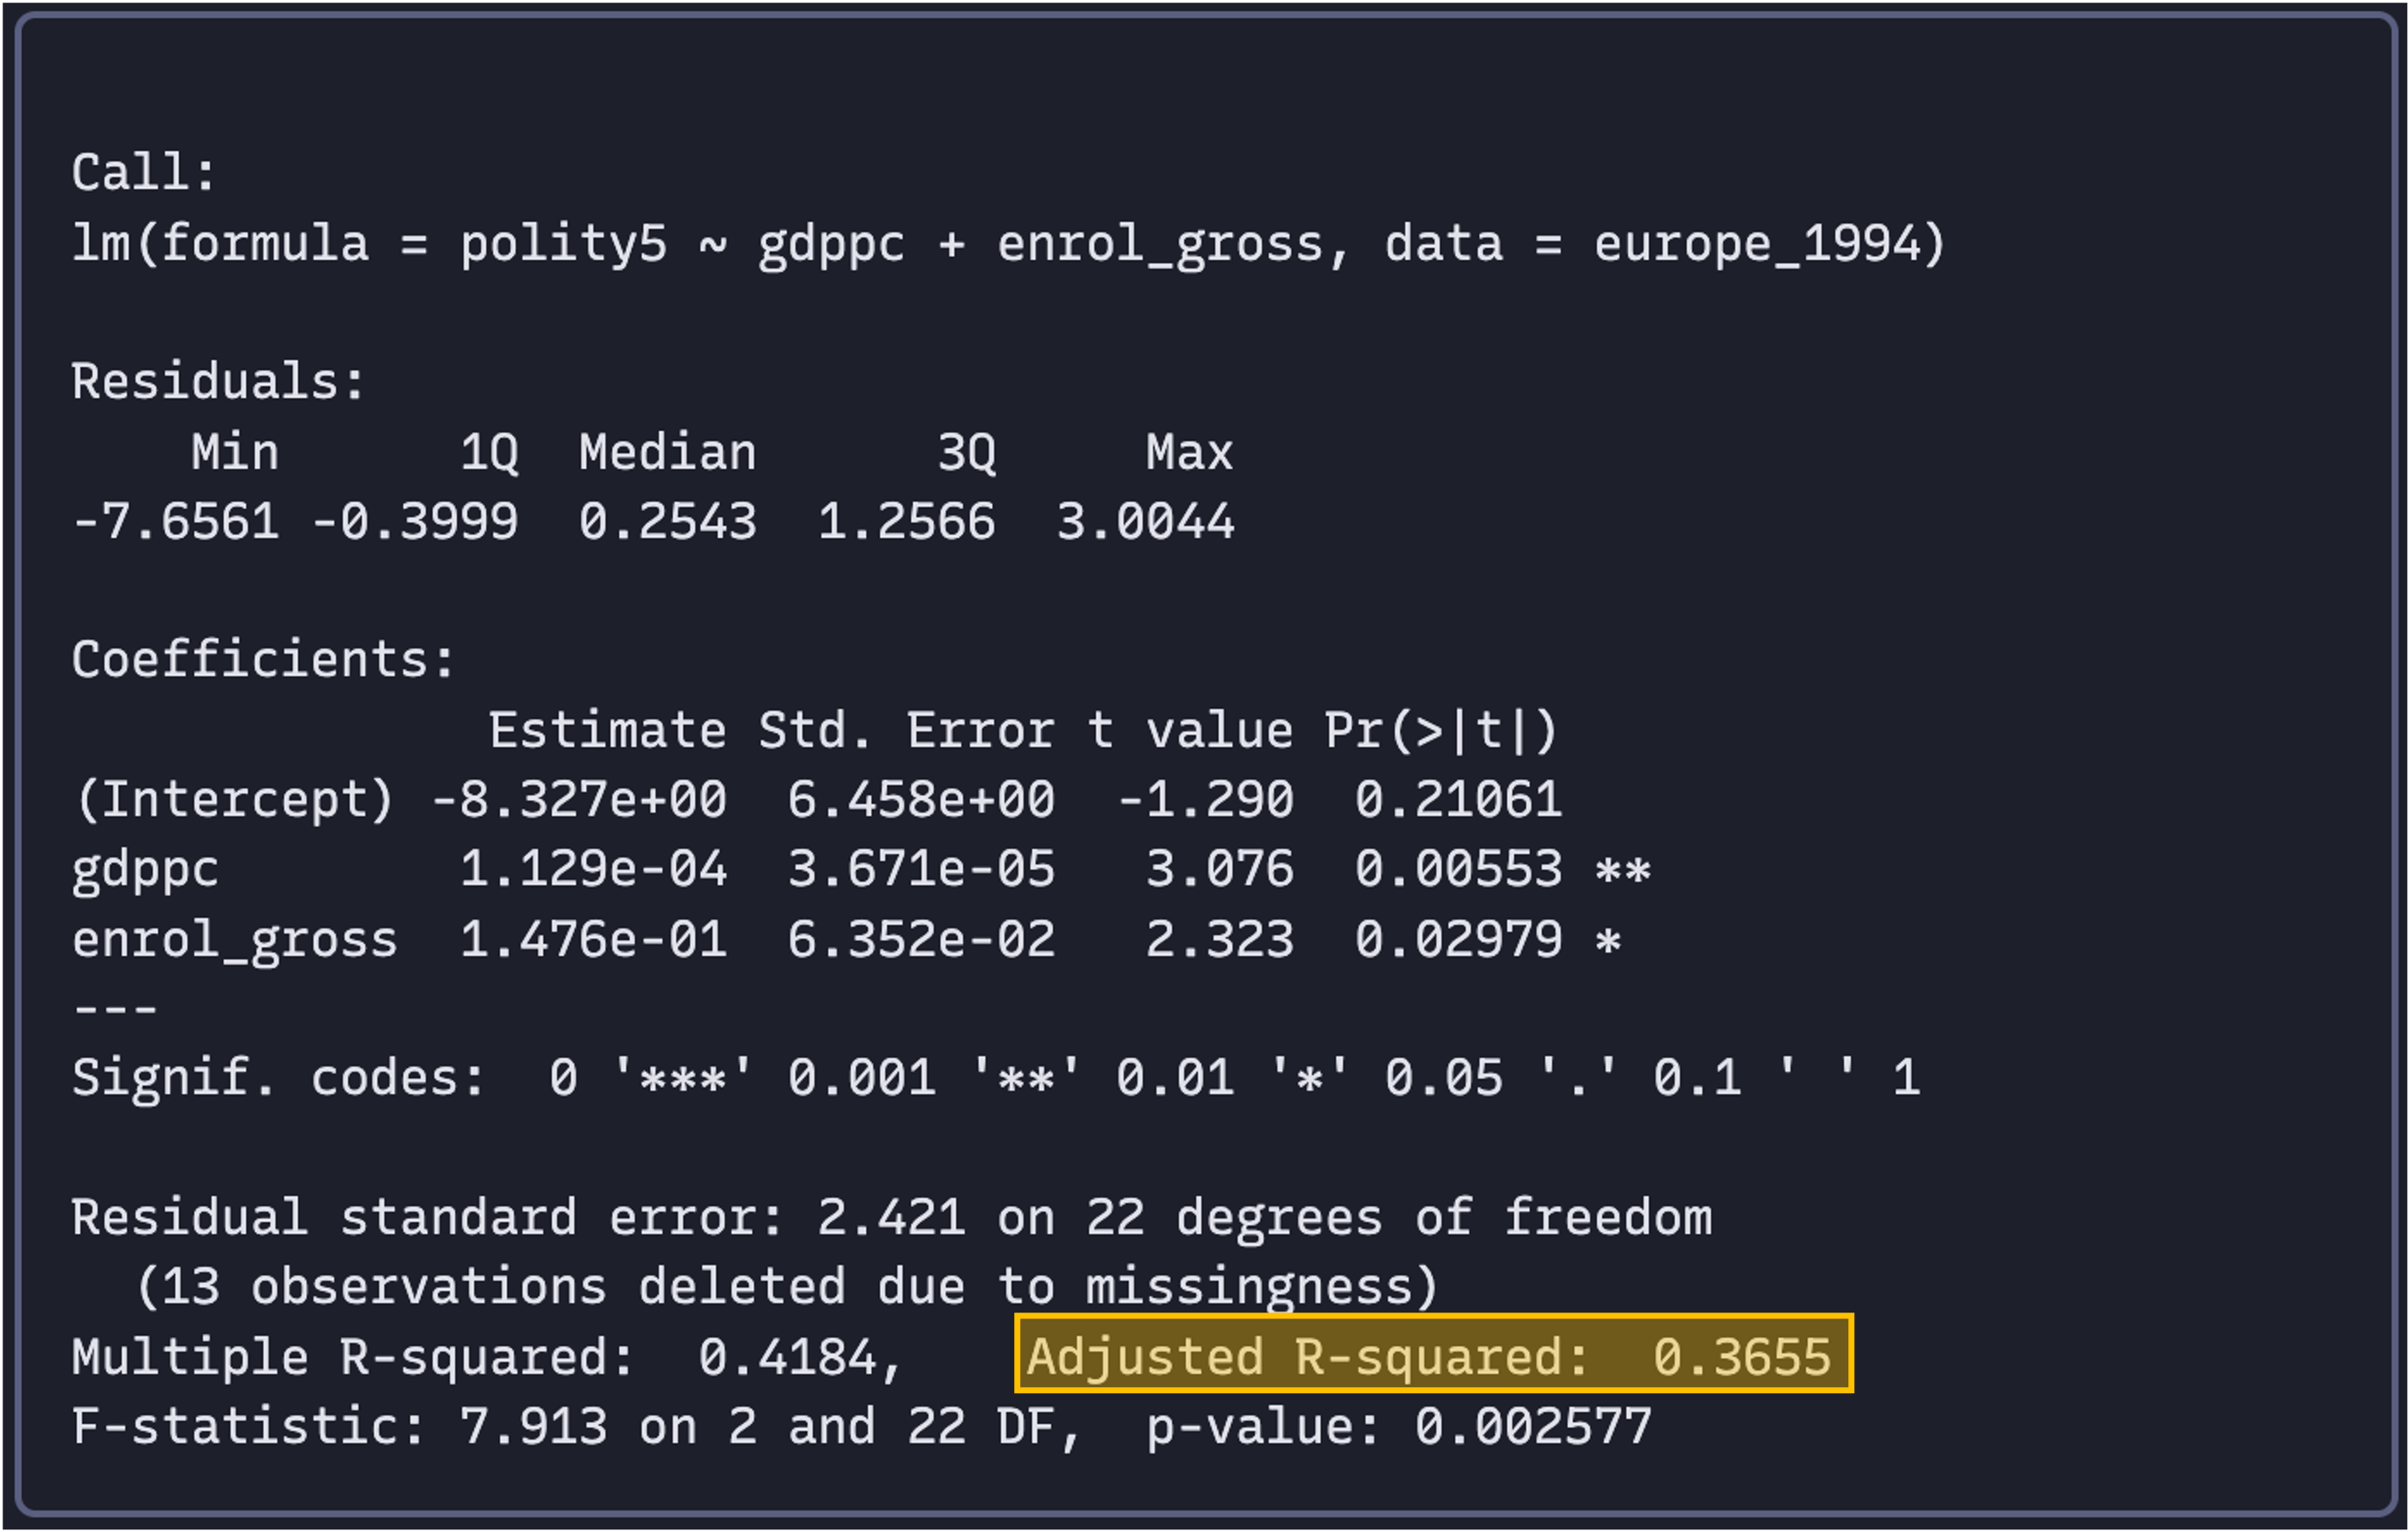 Call:
lm(formula = polity5 ~ gdppc + enrol_gross, data = europe_1994)
Residuals:
    Min      1Q  Median      3Q     Max
-7.6561 -0.3999  0.2543  1.2566  3.0044
Coefficients:
              Estimate Std. Error t value Pr(>|t|)
(Intercept) -8.327e+00  6.458e+00  -1.290  0.21061
gdppc        1.129e-04  3.671e-05   3.076  0.00553 **
enrol_gross  1.476e-01  6.352e-02   2.323  0.02979 *
---
Signif. codes:  0 '***' 0.001 '**' 0.01 '*' 0.05 '.' 0.1 ' ' 1
Residual standard error: 2.421 on 22 degrees of freedom
  (13 observations deleted due to missingness)
Multiple R-squared:  0.4184,    Adjusted R-squared:  0.3655
F-statistic: 7.913 on 2 and 22 DF,  p-value: 0.002577